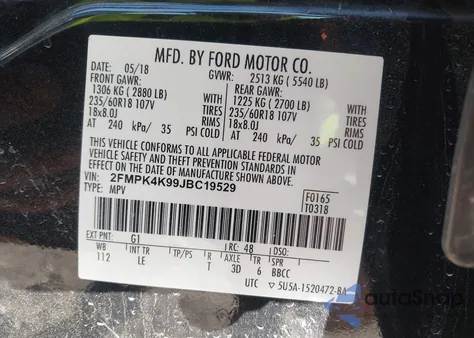 MFD. BY FORD MOTOR CO.
DATE: 05/18 GVWR: 2513 KG ( 5540 LB)
FRONT GAWR: REAR GAWR:
1306 KG ( 2880 LB) WITH 1225 KG ( 2700 LB) WITH
235/60R18 107V TIRES 235/60R18 107V TIRES
18x8.0J RIMS 18x8.0J RIMS
AT 240 kPa/ 35 PSI COLD AT 240 kPa/ 35 PSI COLD
THIS VEHICLE CONFORMS TO ALL APPLICABLE FEDERAL MOTOR
VEHICLE SAFETY AND THEFT PREVENTION STANDARDS IN EFFECT ON THE DATE
OF MANUFACTURE SHOWN ABOVE.
VIN: 2FMPK4K99JBC19529 F0165
TYPE: MPV T0318
EXT PNT: G1 RC: 48 DSO:
WB INT TR TP/PS R AXLE TR SPR
112 LE T 3D 6 BBCC
UTC ▽ 5U5A-1520472-BA
autosnap